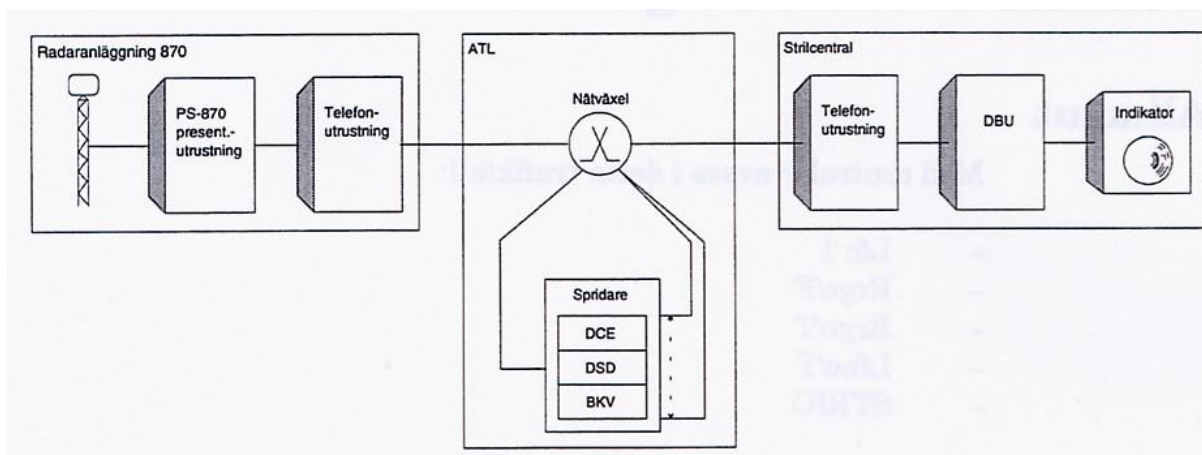 Radaranläggning 870
PS-870
present.-
utrustning
Telefon-
utrustning
ATL
Nätväxel
Spridare
DCE
DSD
BKV
Strilcentral
Telefon-
utrustning
DBU
Indikator